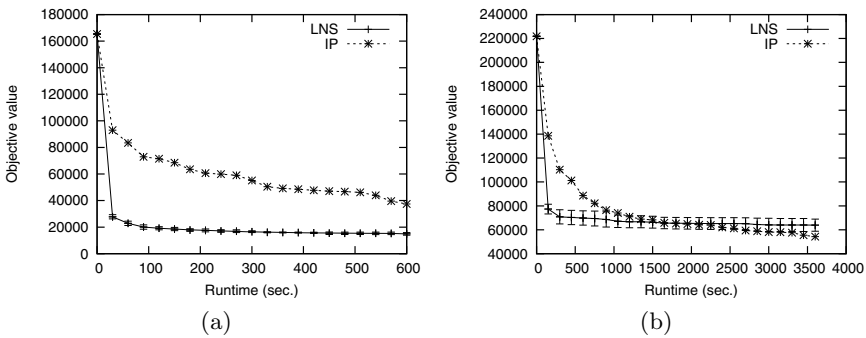 180000
160000
140000
120000
100000
80000
60000
40000
20000
0
Objective value
LNS
IP
0 100 200 300 400 500 600
Runtime (sec.)
(a)
240000
220000
200000
180000
160000
140000
120000
100000
80000
60000
40000
Objective value
LNS
IP
0 500 1000 1500 2000 2500 3000 3500 4000
Runtime (sec.)
(b)